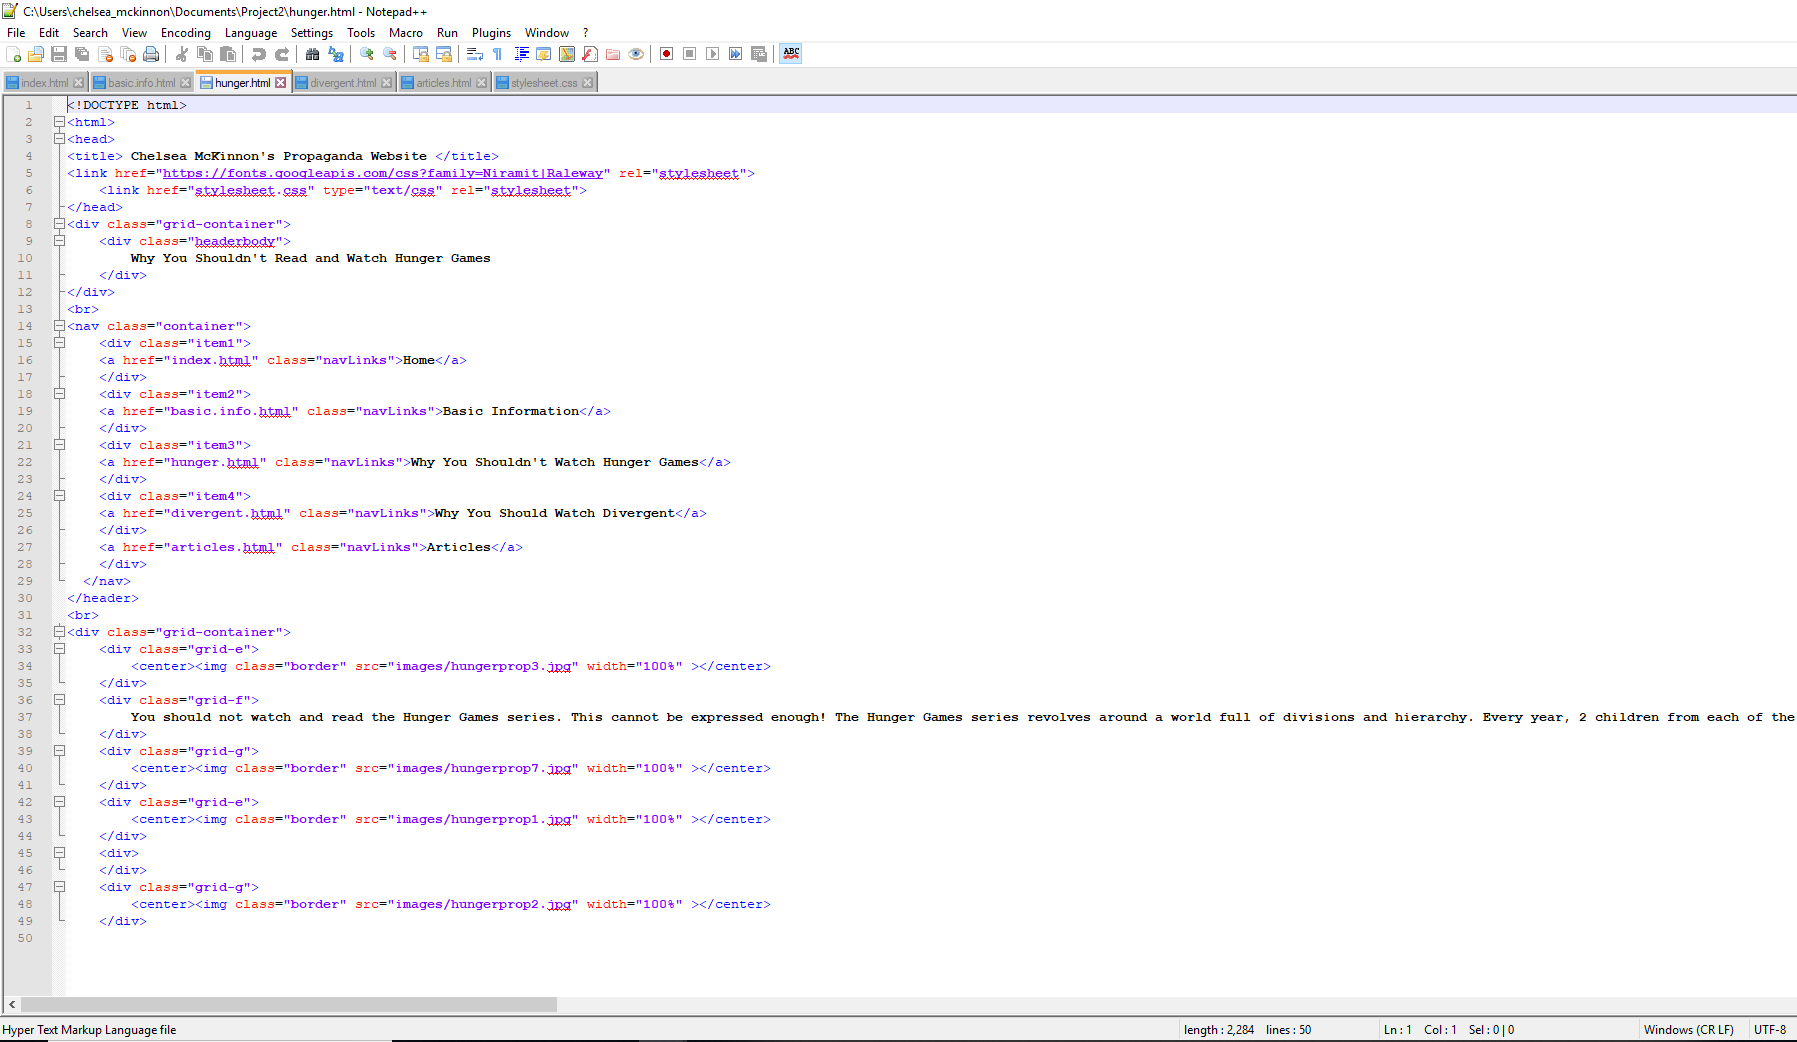 C:\Users\chelsea_mckinnon\Documents\Project2\hunger.html - Notepad++
File Edit Search View Encoding Language Settings Tools Macro Run Plugins Window ?
ABC
index.html basic.info.html hunger.html divergent.html articles.html stylesheet.css
1 <!DOCTYPE html>
2 <html>
3 <head>
4 <title> Chelsea McKinnon's Propaganda Website </title>
5 <link href="https://fonts.googleapis.com/css?family=Niramit|Raleway" rel="stylesheet">
6 <link href="stylesheet.css" type="text/css" rel="stylesheet">
7 </head>
8 <div class="grid-container">
9 <div class="headerbody">
10 Why You Shouldn't Read and Watch Hunger Games
11 </div>
12 </div>
13 <br>
14 <nav class="container">
15 <div class="item1">
16 <a href="index.html" class="navLinks">Home</a>
17 </div>
18 <div class="item2">
19 <a href="basic.info.html" class="navLinks">Basic Information</a>
20 </div>
21 <div class="item3">
22 <a href="hunger.html" class="navLinks">Why You Shouldn't Watch Hunger Games</a>
23 </div>
24 <div class="item4">
25 <a href="divergent.html" class="navLinks">Why You Should Watch Divergent</a>
26 </div>
27 <a href="articles.html" class="navLinks">Articles</a>
28 </div>
29 </nav>
30 </header>
31 <br>
32 <div class="grid-container">
33 <div class="grid-e">
34 <center><img class="border" src="images/hungerprop3.jpg" width="100%" ></center>
35 </div>
36 <div class="grid-f">
37 You should not watch and read the Hunger Games series. This cannot be expressed enough! The Hunger Games series revolves around a world full of divisions and hierarchy. Every year, 2 children from each of the
38 </div>
39 <div class="grid-g">
40 <center><img class="border" src="images/hungerprop7.jpg" width="100%" ></center>
41 </div>
42 <div class="grid-e">
43 <center><img class="border" src="images/hungerprop1.jpg" width="100%" ></center>
44 </div>
45 <div>
46 </div>
47 <div class="grid-g">
48 <center><img class="border" src="images/hungerprop2.jpg" width="100%" ></center>
49 </div>
50
Hyper Text Markup Language file length : 2,284 lines : 50 Ln : 1 Col : 1 Sel : 0 | 0 Windows (CR LF) UTF-8